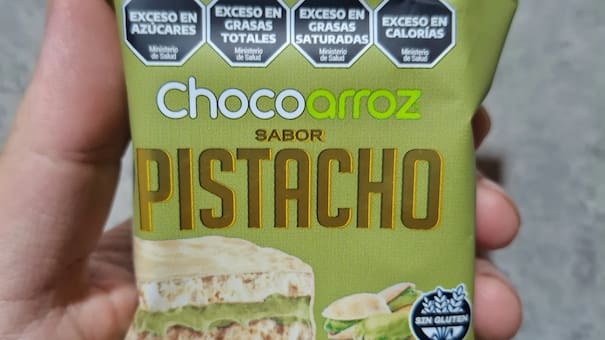 EXCESO EN
AZÚCARES
Ministerio
de Salud
EXCESO EN
GRASAS
TOTALES
Ministerio
de Salud
EXCESO EN
GRASAS
SATURADAS
Ministerio
de Salud
EXCESO EN
CALORÍAS
Ministerio
de Salud
Chocoarroz
SABOR
PISTACHO
SIN GLUTEN